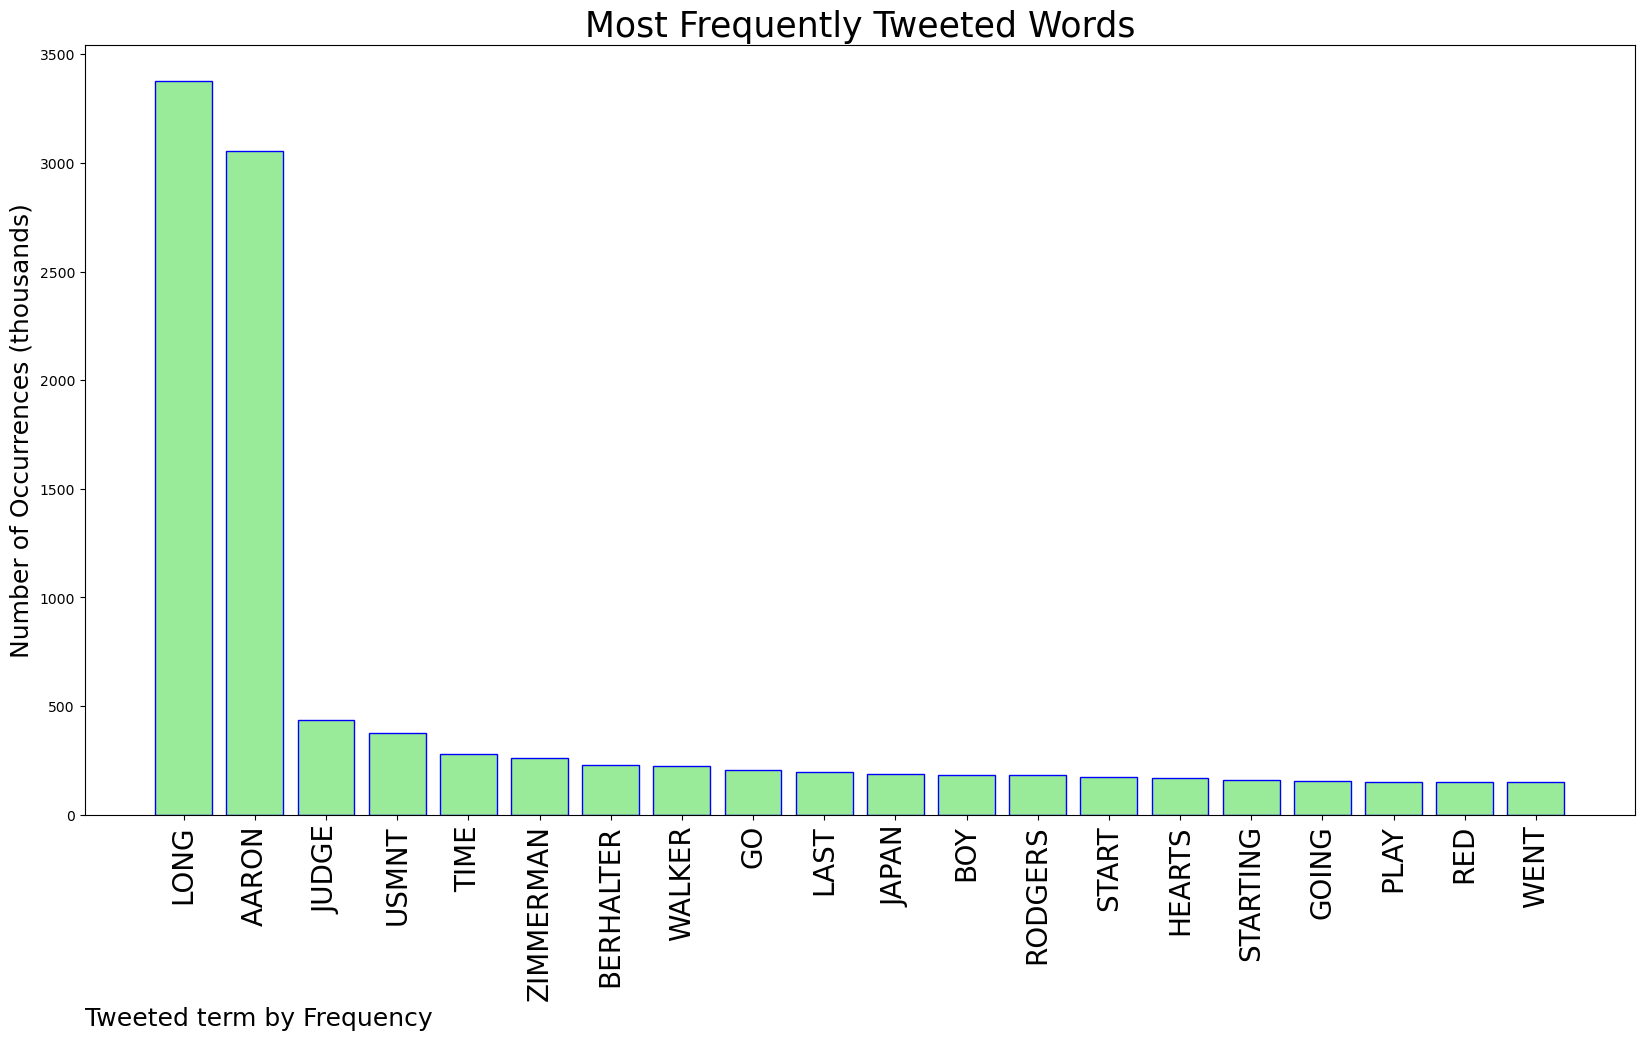 Most Frequently Tweeted Words
Number of Occurrences (thousands)
3500
3000
2500
2000
1500
1000
500
0
LONG
AARON
JUDGE
USMNT
TIME
ZIMMERMAN
BERHALTER
WALKER
GO
LAST
JAPAN
BOY
RODGERS
START
HEARTS
STARTING
GOING
PLAY
RED
WENT
Tweeted term by Frequency